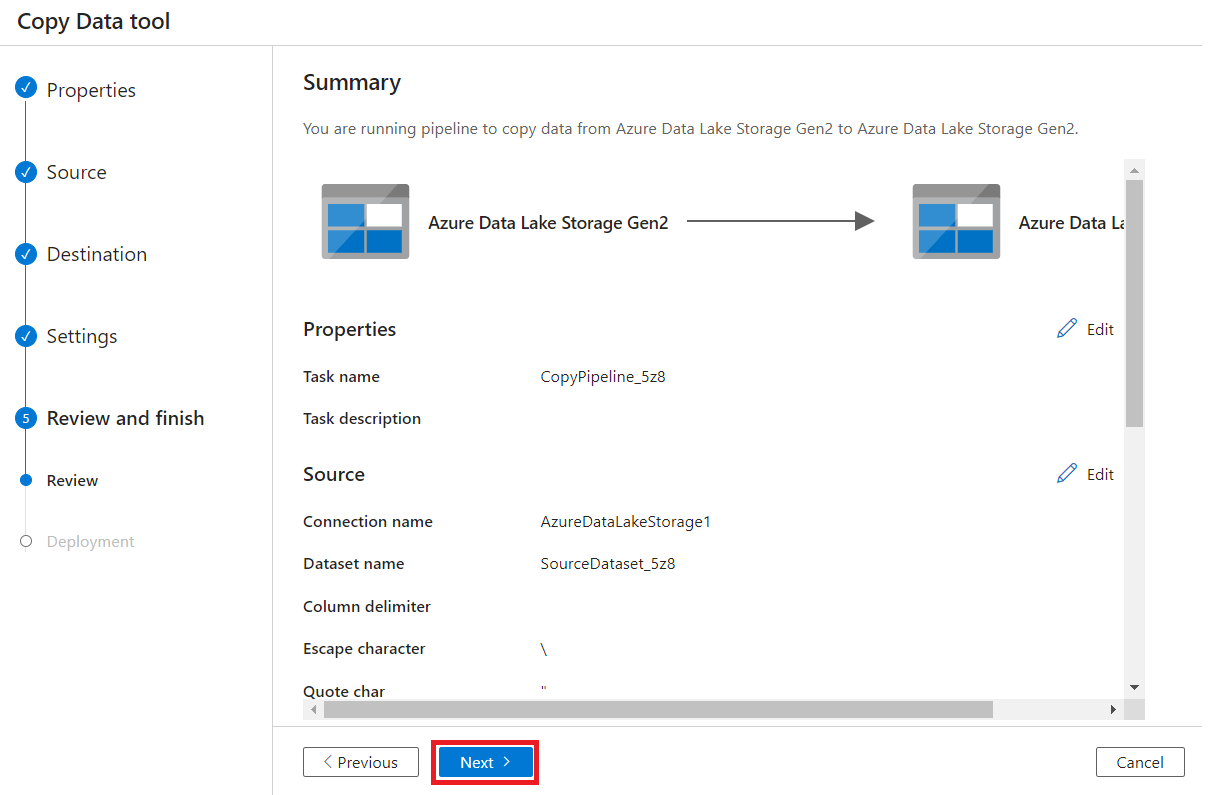 Copy Data tool
Properties
Source
Destination
Settings
5 Review and finish
Review
Deployment
Summary
You are running pipeline to copy data from Azure Data Lake Storage Gen2 to Azure Data Lake Storage Gen2.
Azure Data Lake Storage Gen2 Azure Data La
Properties Edit
Task name CopyPipeline_5z8
Task description
Source Edit
Connection name AzureDataLakeStorage1
Dataset name SourceDataset_5z8
Column delimiter
Escape character \
Quote char "
< Previous Next > Cancel